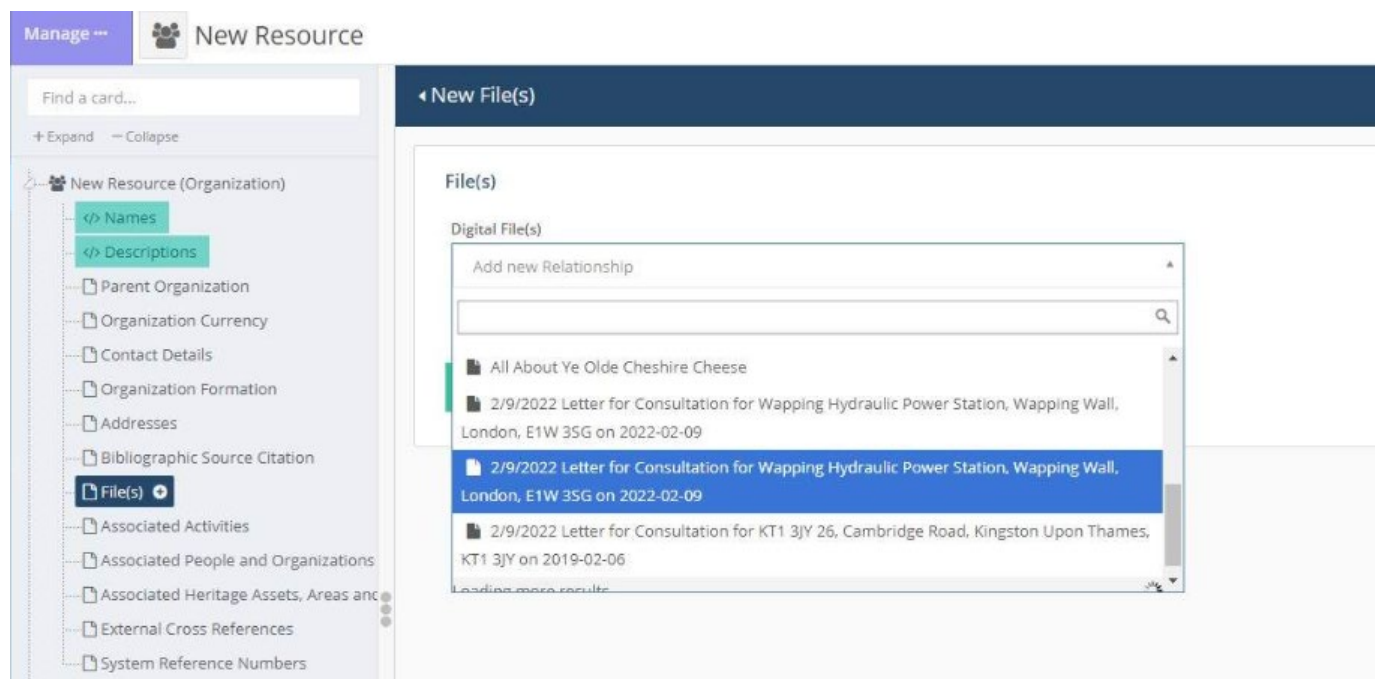 Manage
New Resource
Find a card...
+ Expand − Collapse
New Resource (Organization)
</> Names
</> Descriptions
Parent Organization
Organization Currency
Contact Details
Organization Formation
Addresses
Bibliographic Source Citation
File(s)
Associated Activities
Associated People and Organizations
Associated Heritage Assets, Areas and
External Cross References
System Reference Numbers
New File(s)
File(s)
Digital File(s)
Add new Relationship
All About Ye Olde Cheshire Cheese
2/9/2022 Letter for Consultation for Wapping Hydraulic Power Station, Wapping Wall,
London, E1W 3SG on 2022-02-09
2/9/2022 Letter for Consultation for Wapping Hydraulic Power Station, Wapping Wall,
London, E1W 3SG on 2022-02-09
2/9/2022 Letter for Consultation for KT1 3JY 26, Cambridge Road, Kingston Upon Thames,
KT1 3JY on 2019-02-06
Loading more results